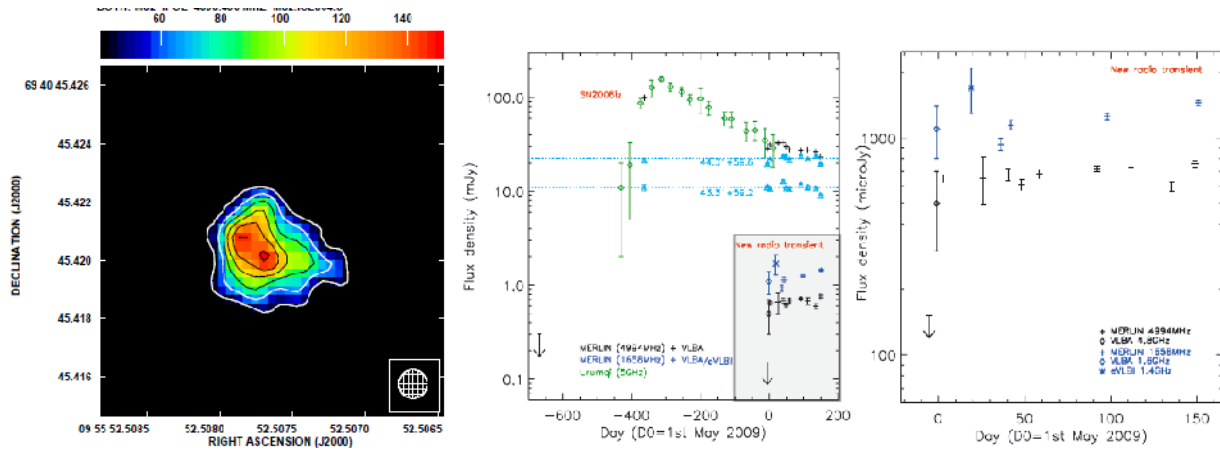 60 80 100 120 140
DECLINATION (J2000)
69 40 45.426
45.424
45.422
45.420
45.418
45.416
09 55 52.5085 52.5080 52.5075 52.5070 52.5065
RIGHT ASCENSION (J2000)
Flux density (mJy)
100.0
10.0
1.0
0.1
44.0 +59.6
New radio transient
MERLIN (4994MHz) + VLBA
MERLIN (1658MHz) + VLBA/eVLBI
Urumqi (5GHz)
-600 -400 -200 0 200
Day (D0=1st May 2009)
Flux density (microJy)
1000
100
New radio transient
MERLIN 4994MHz
VLBA 4.8GHz
MERLIN 1658MHz
VLBA 1.6GHz
eVLBI 1.4GHz
0 50 100 150
Day (D0=1st May 2009)